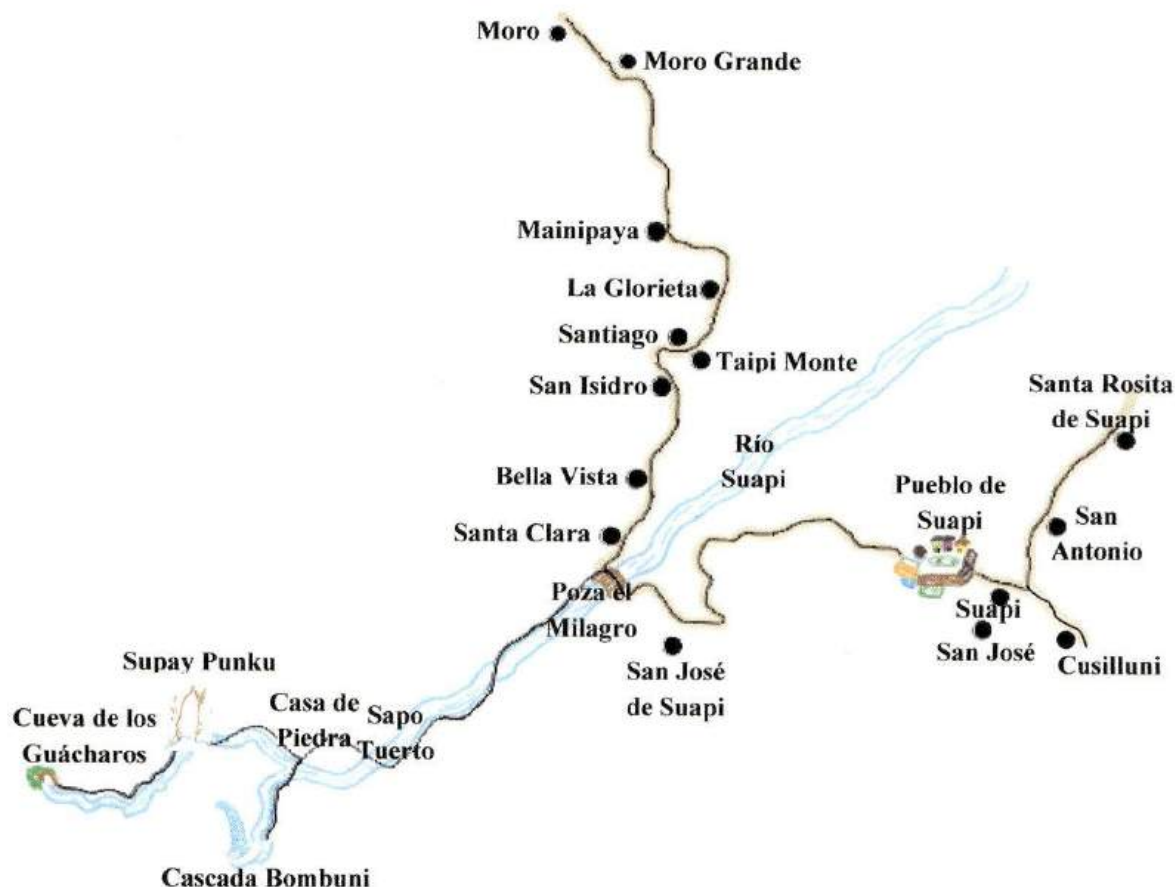 Moro
Moro Grande
Mainipaya
La Glorieta
Santiago
Taipi Monte
San Isidro
Santa Rosita
de Suapi
Río
Suapi
Bella Vista
Pueblo de
Suapi
Santa Clara
San
Antonio
Poza el
Milagro
Suapi
San José
Cusilluni
San José
de Suapi
Supay Punku
Casa de
Piedra
Sapo
Tuerto
Cueva de los
Guácharos
Cascada Bombuni